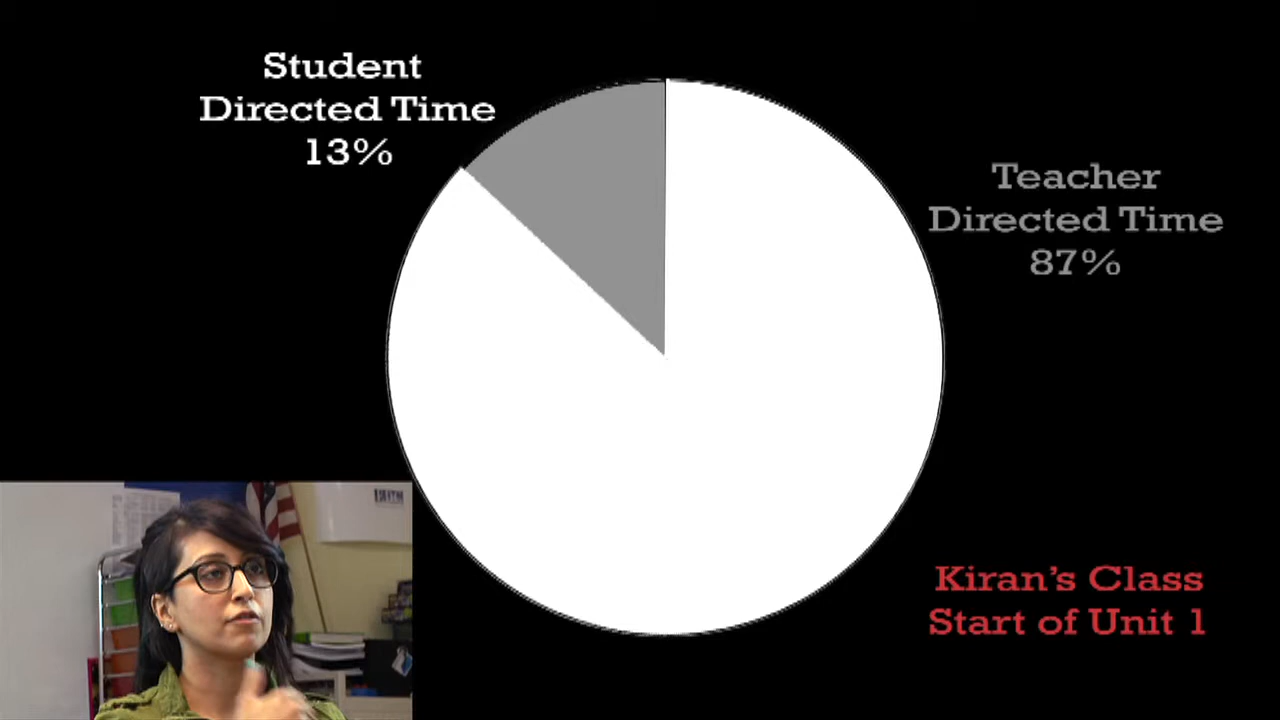 Student
Directed Time
13%
Teacher
Directed Time
87%
Kiran's Class
Start of Unit 1